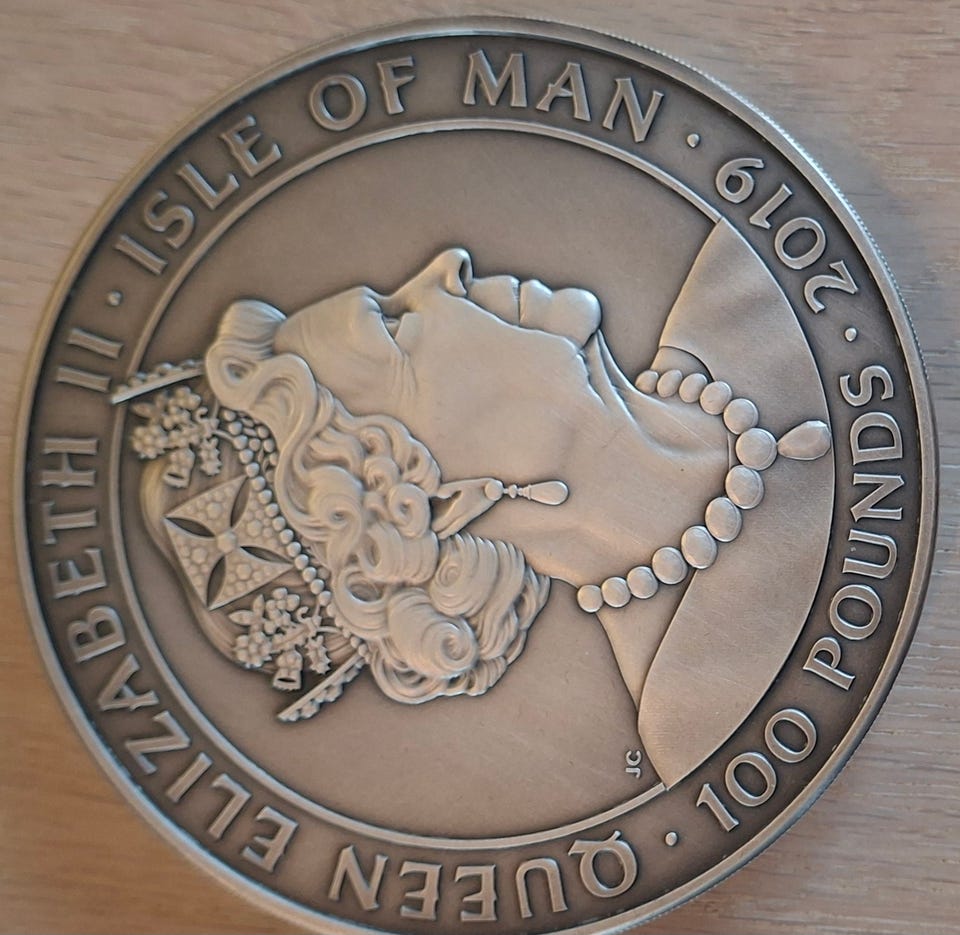 QUEEN ELIZABETH II · ISLE OF MAN · 2019 · 100 POUNDS ·
JC